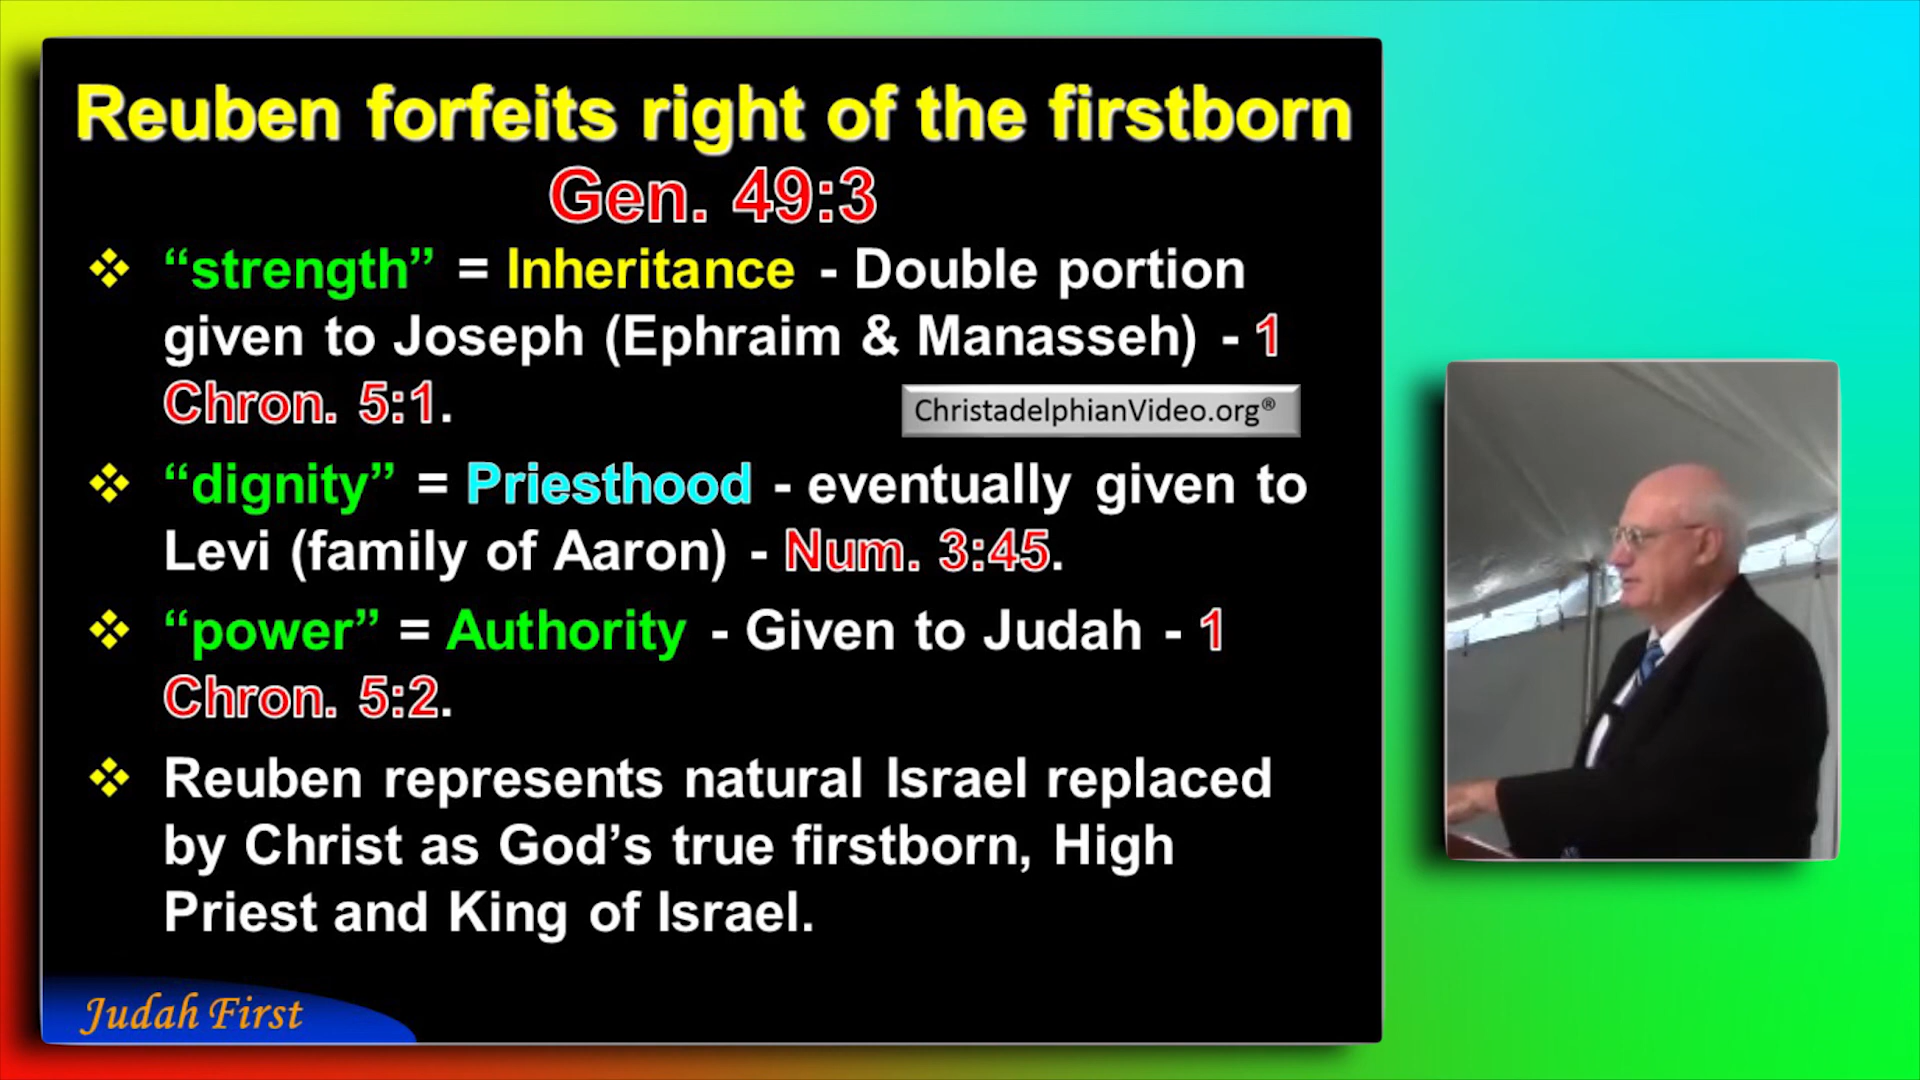 Reuben forfeits right of the firstborn
Gen. 49:3
❖ “strength” = Inheritance - Double portion
given to Joseph (Ephraim & Manasseh) - 1
Chron. 5:1.
ChristadelphianVideo.org®
❖ “dignity” = Priesthood - eventually given to
Levi (family of Aaron) - Num. 3:45.
❖ “power” = Authority - Given to Judah - 1
Chron. 5:2.
❖ Reuben represents natural Israel replaced
by Christ as God’s true firstborn, High
Priest and King of Israel.
Judah First